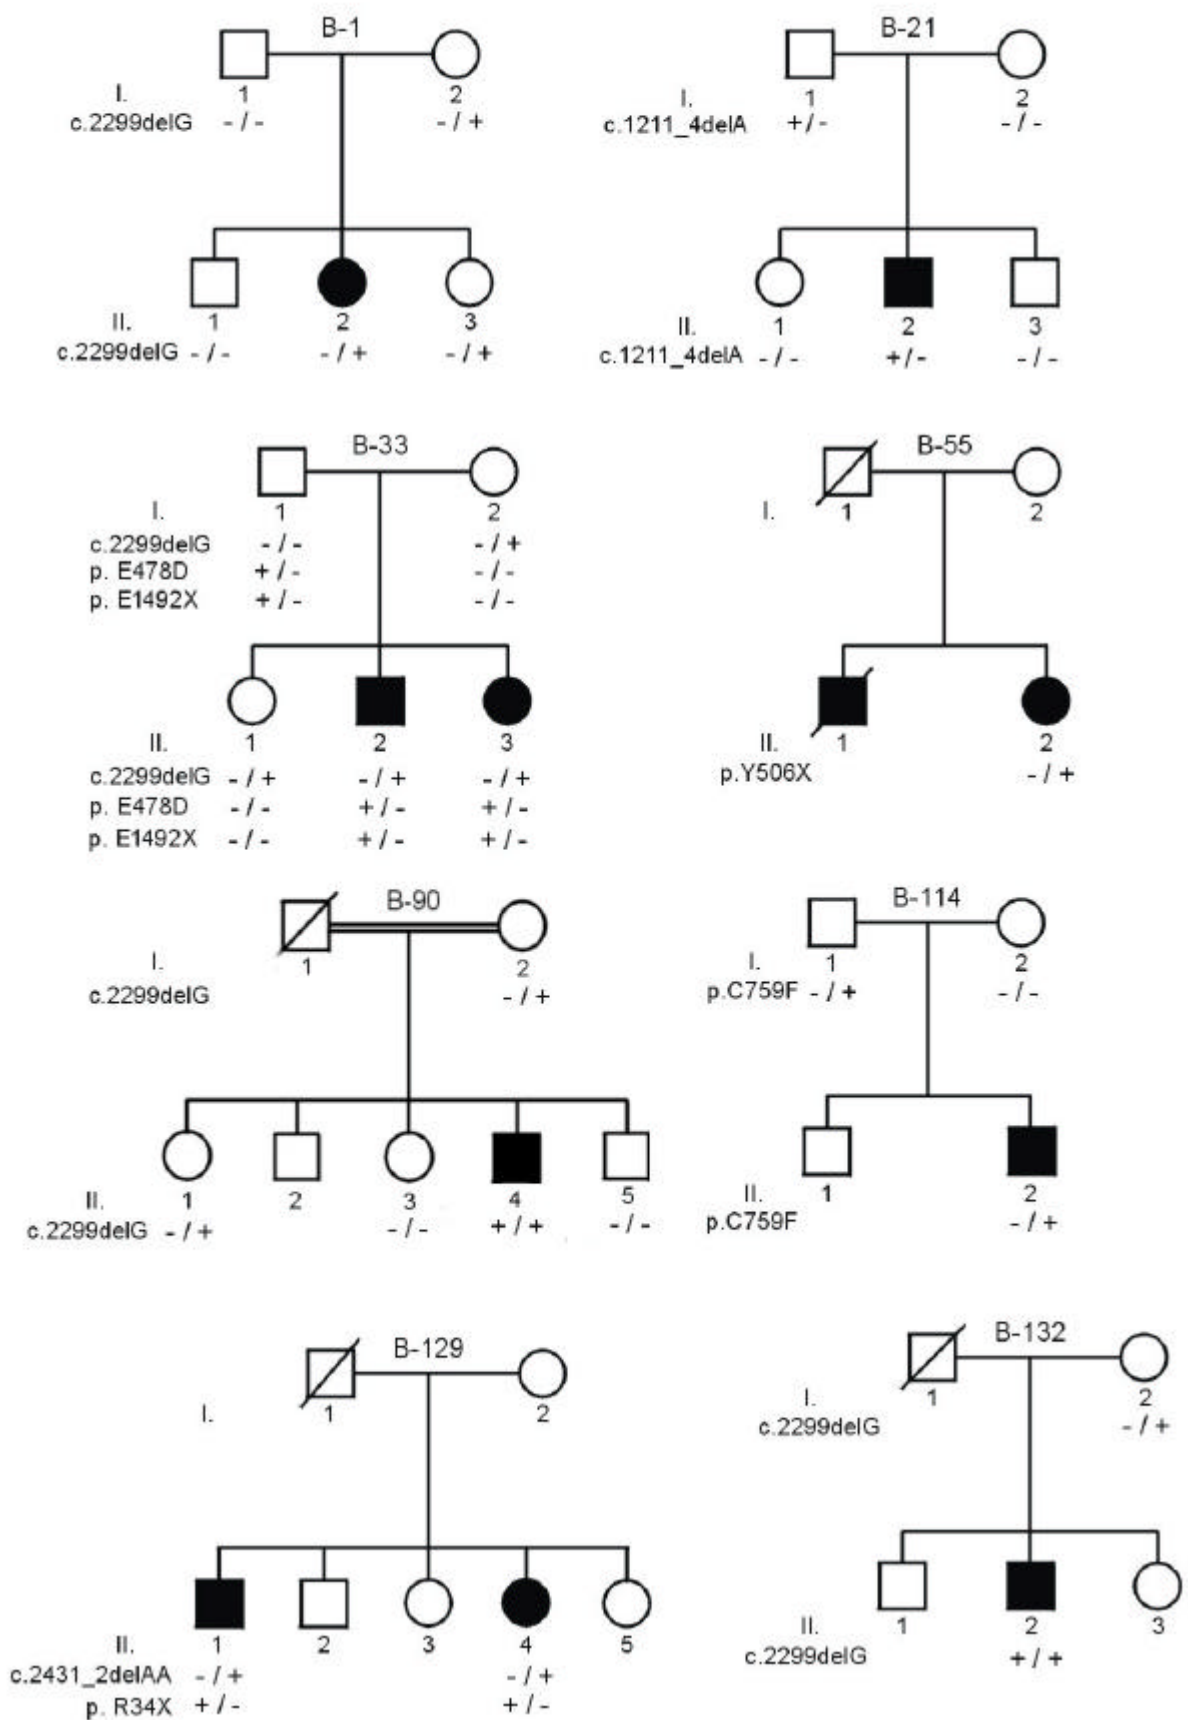 B-1
I. 1 2
c.2299delG - / - - / +
II. 1 2 3
c.2299delG - / - - / + - / +
B-21
I. 1 2
c.1211_4delA + / - - / -
II. 1 2 3
c.1211_4delA - / - + / - - / -
B-33
I. 1 2
c.2299delG - / - - / +
p. E478D + / - - / -
p. E1492X + / - - / -
II. 1 2 3
c.2299delG - / + - / + - / +
p. E478D - / - + / - + / -
p. E1492X - / - + / - + / -
B-55
I. 1 2
II. 1 2
p.Y506X - / +
B-90
I. 1 2
c.2299delG - / +
II. 1 2 3 4 5
c.2299delG - / + - / - + / + - / -
B-114
I. 1 2
p.C759F - / + - / -
II. 1 2
p.C759F - / +
B-129
I. 1 2
II. 1 2 3 4 5
c.2431_2delAA - / + - / +
p. R34X + / - + / -
B-132
I. 1 2
c.2299delG - / +
II. 1 2 3
c.2299delG + / +